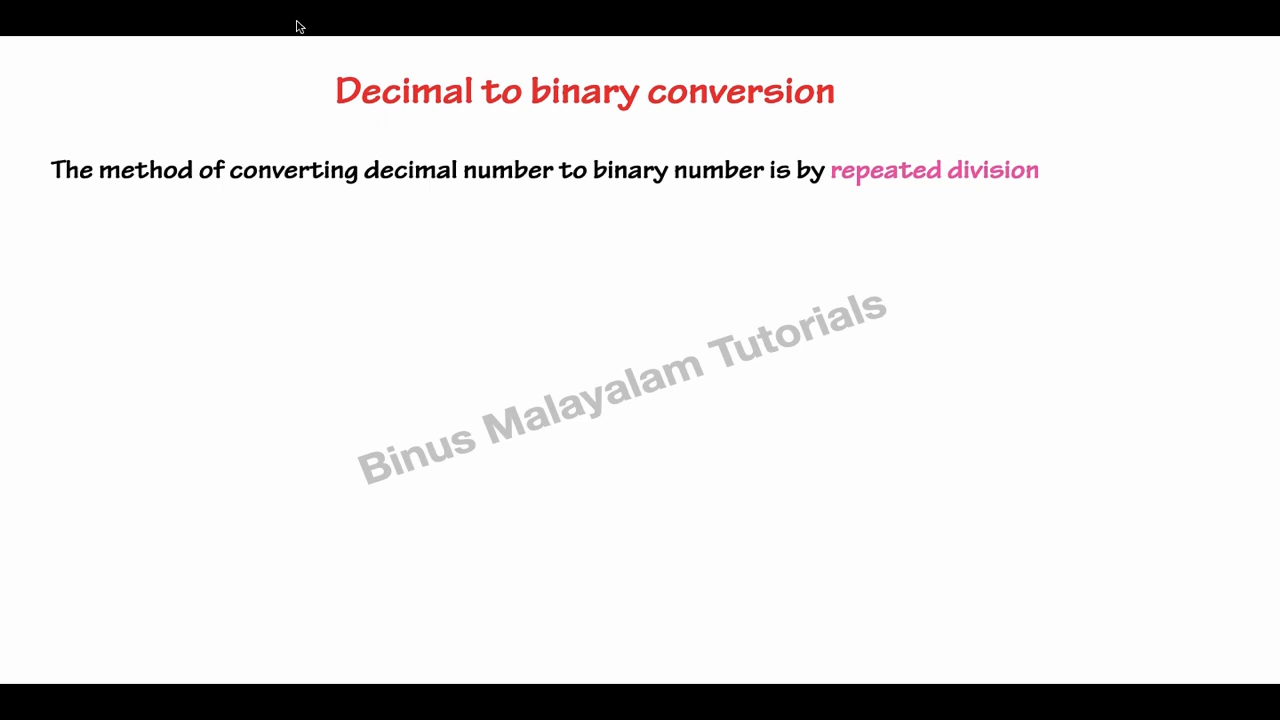 Decimal to binary conversion
The method of converting decimal number to binary number is by repeated division
Binus Malayalam Tutorials